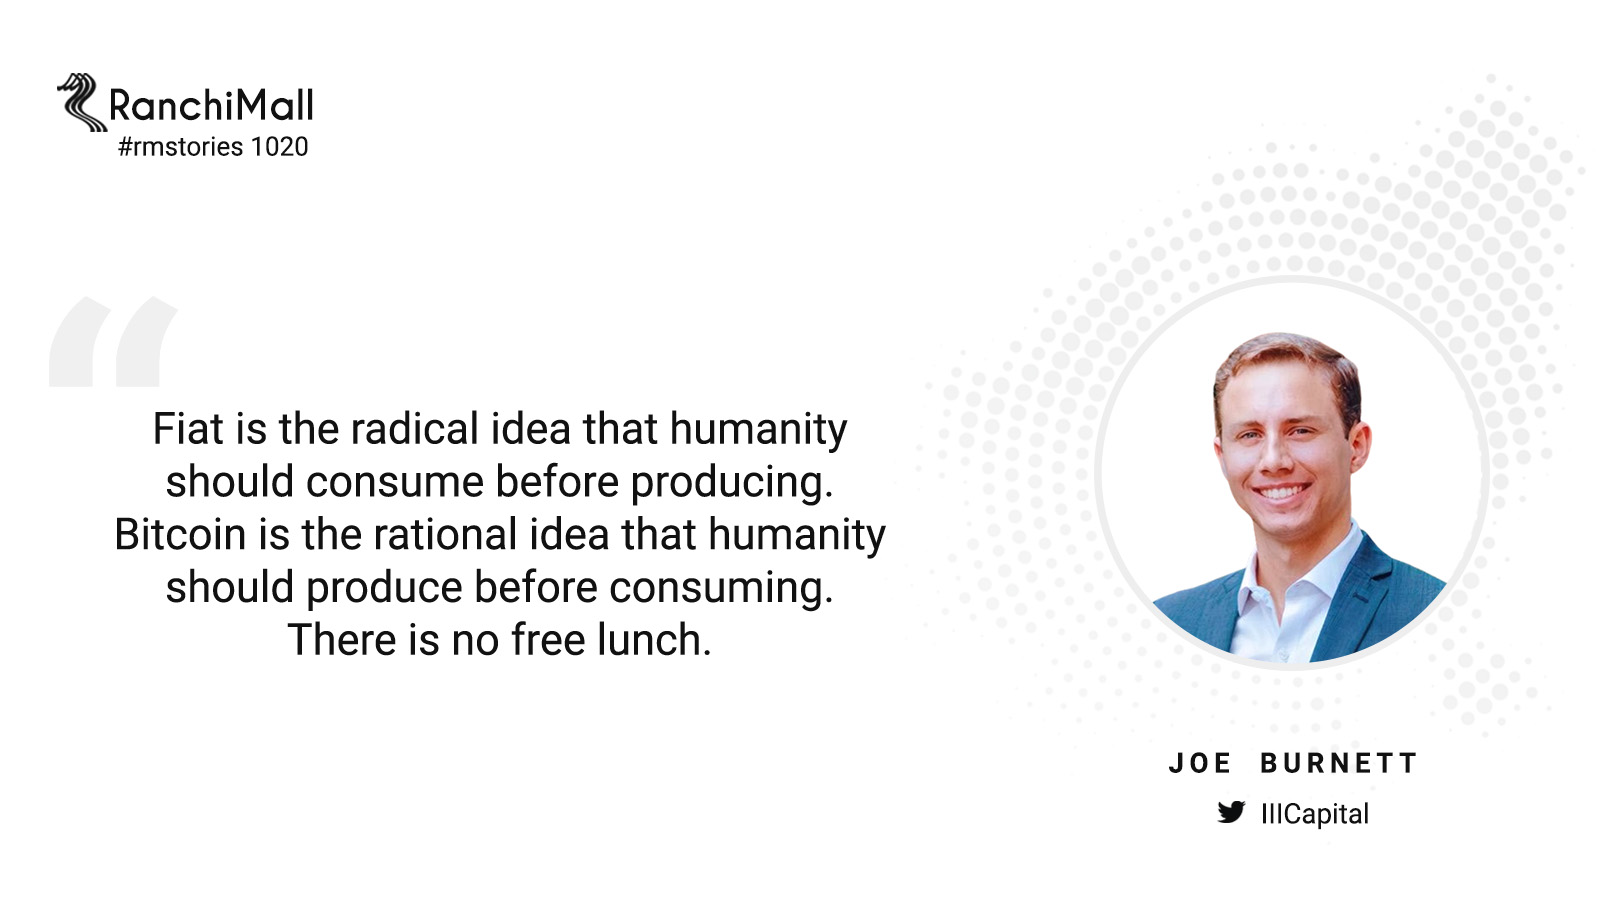 RanchiMall
#rmstories 1020
“
Fiat is the radical idea that humanity
should consume before producing.
Bitcoin is the rational idea that humanity
should produce before consuming.
There is no free lunch.
JOE BURNETT
IIICapital